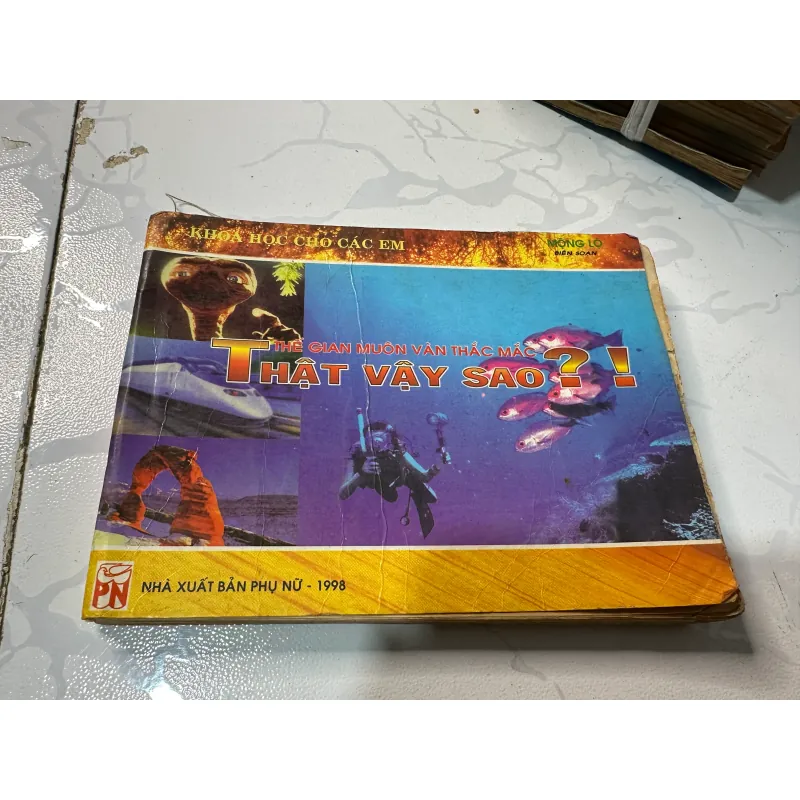 KHOA HỌC CHO CÁC EM
MỘNG LỌ
BIÊN SOẠN
THẾ GIAN MUÔN VÀN THẮC MẮC
THẬT VẬY SAO?!
PN
NHÀ XUẤT BẢN PHỤ NỮ - 1998